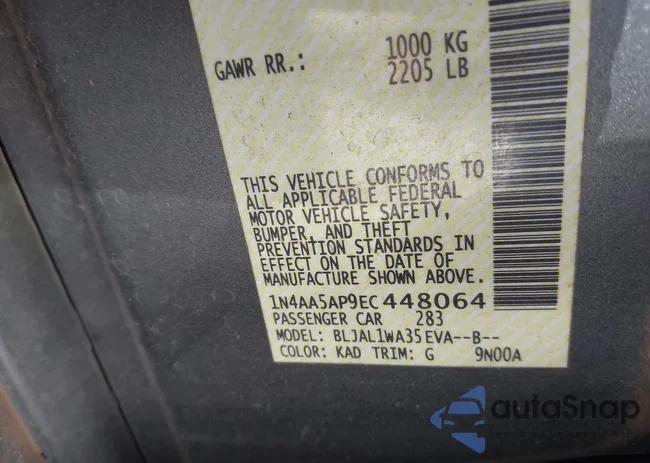 GAWR RR.: 1000 KG
2205 LB
THIS VEHICLE CONFORMS TO
ALL APPLICABLE FEDERAL
MOTOR VEHICLE SAFETY,
BUMPER, AND THEFT
PREVENTION STANDARDS IN
EFFECT ON THE DATE OF
MANUFACTURE SHOWN ABOVE.
1N4AA5AP9EC448064
PASSENGER CAR 283
MODEL: BLJAL1WA35EVA--B--
COLOR: KAD TRIM: G 9N00A
autoSnap